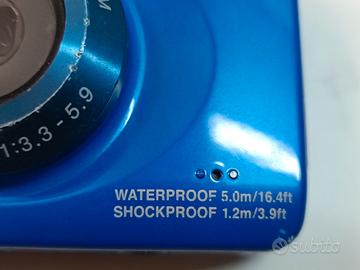 M
1:3.3 - 5.9
WATERPROOF 5.0m/16.4ft
SHOCKPROOF 1.2m/3.9ft
subito